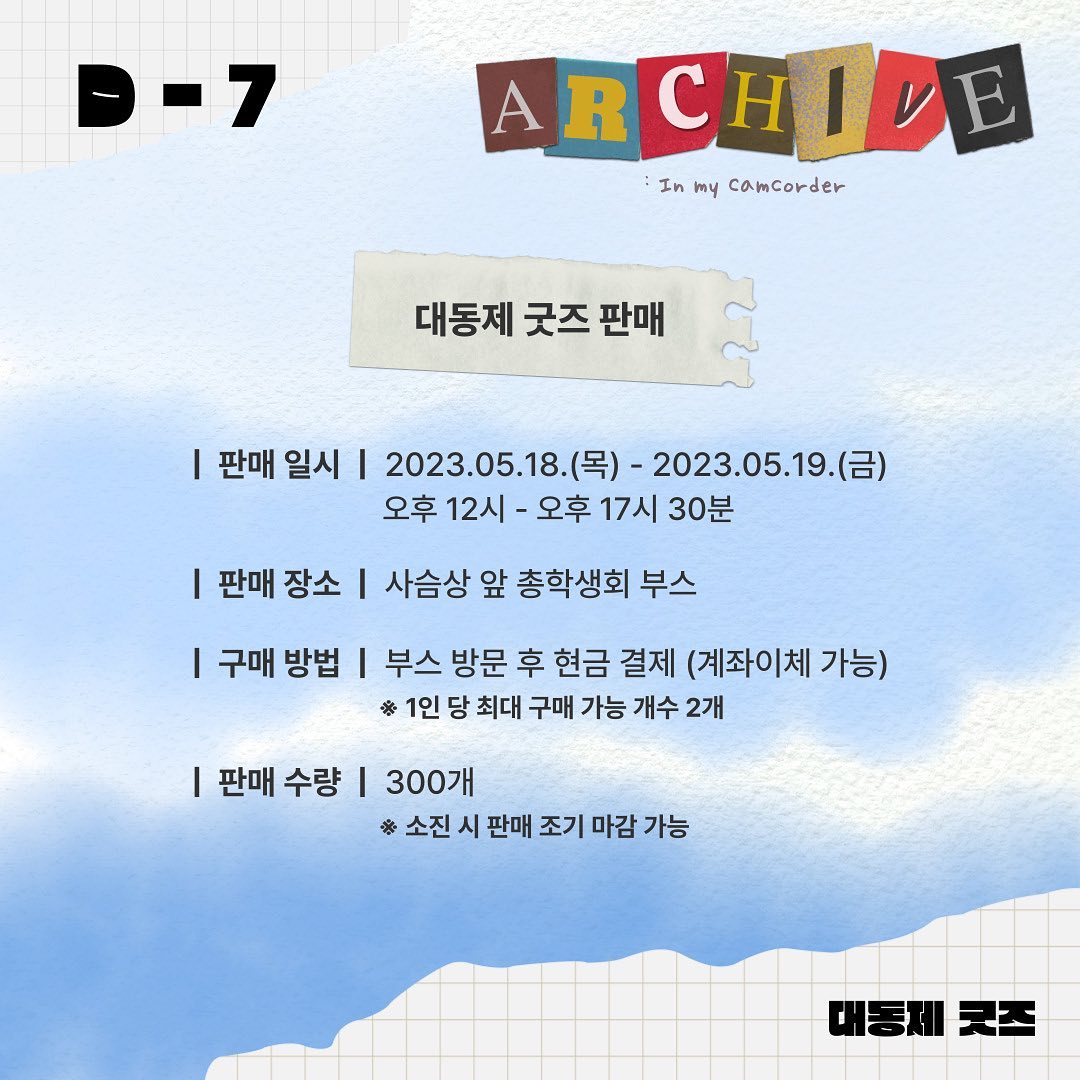 D - 7
ARCHIVE
: In my camcorder
대동제 굿즈 판매
| 판매 일시 | 2023.05.18.(목) - 2023.05.19.(금)
오후 12시 - 오후 17시 30분
| 판매 장소 | 사슴상 앞 총학생회 부스
| 구매 방법 | 부스 방문 후 현금 결제 (계좌이체 가능)
※ 1인 당 최대 구매 가능 개수 2개
| 판매 수량 | 300개
※ 소진 시 판매 조기 마감 가능
대동제 굿즈